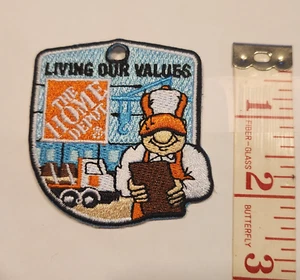 LIVING OUR VALUES
THE
HOME
DEPOT
1
2
3
FIBER-GLASS
BUTTERFLY